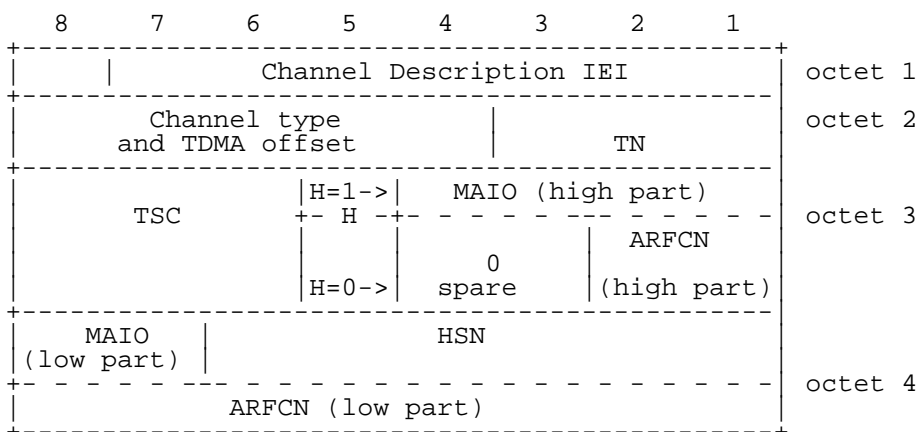 8 7 6 5 4 3 2 1
Channel Description IEI octet 1
Channel type octet 2
and TDMA offset TN
H=1-> MAIO (high part)
TSC H octet 3
ARFCN
0
H=0-> spare (high part)
MAIO HSN
(low part)
octet 4
ARFCN (low part)